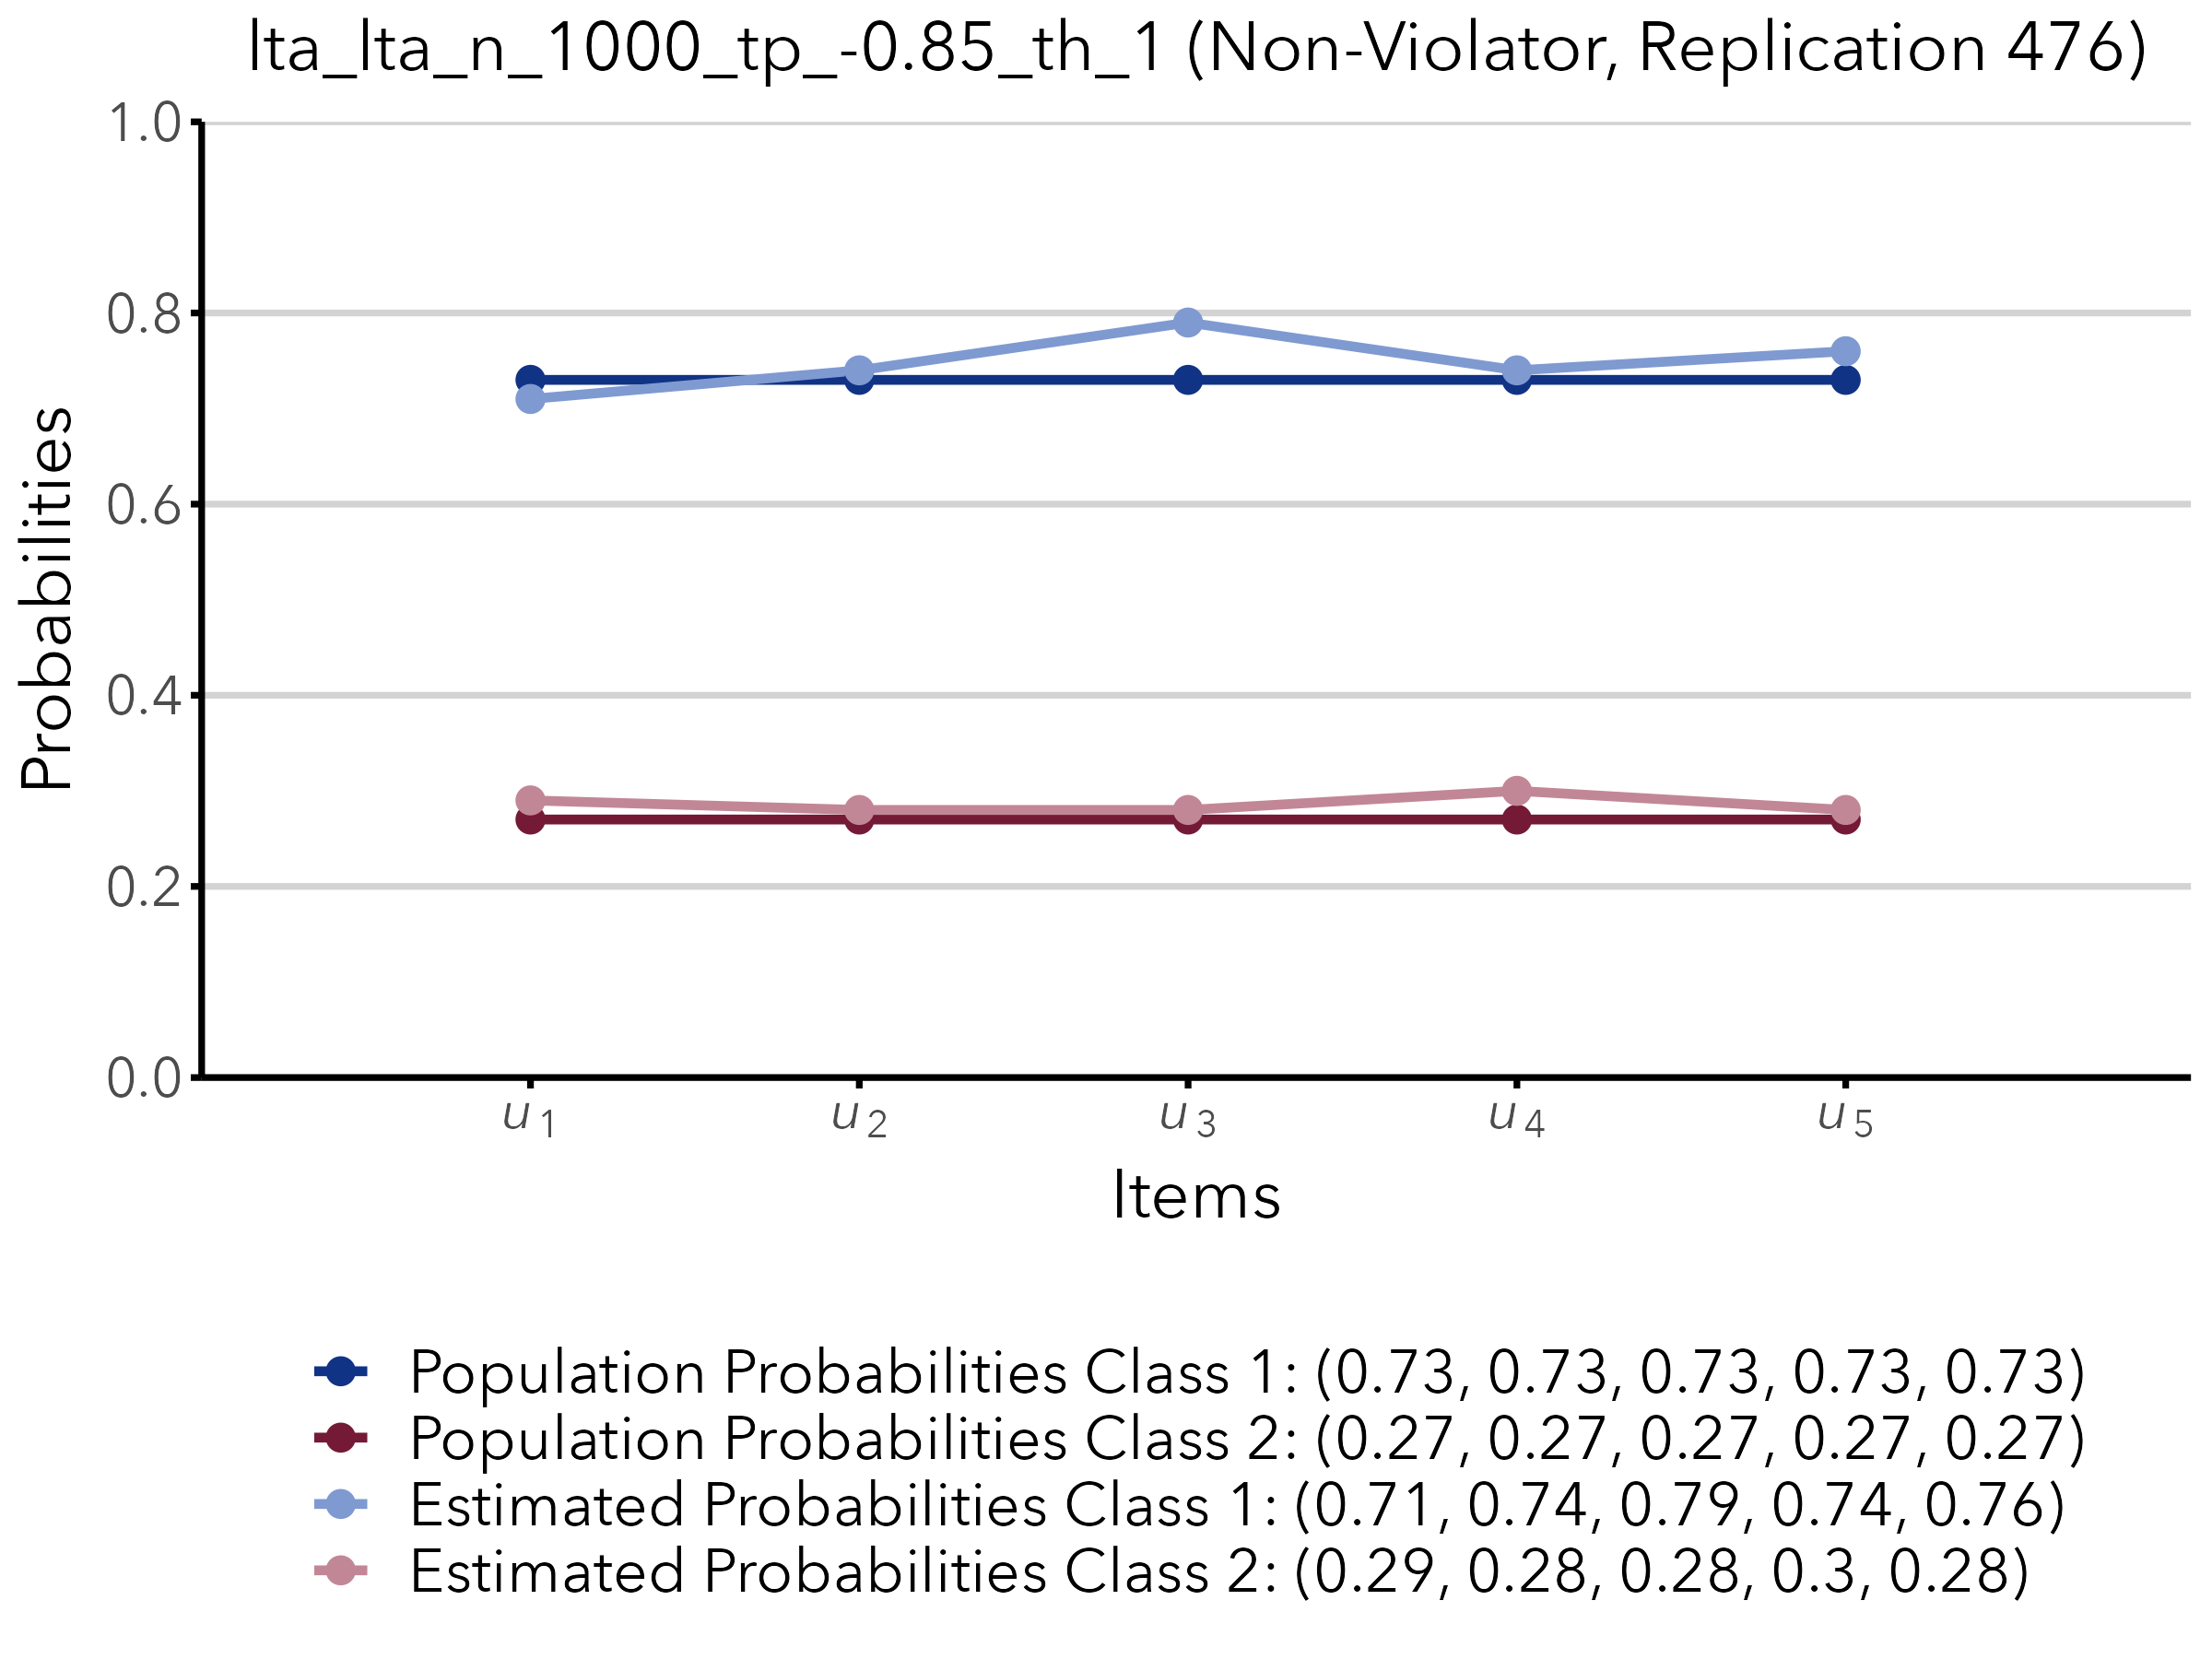 lta_lta_n_1000_tp_-0.85_th_1 (Non-Violator, Replication 476)
Probabilities
1.0
0.8
0.6
0.4
0.2
0.0
u1 u2 u3 u4 u5
Items
Population Probabilities Class 1: (0.73, 0.73, 0.73, 0.73, 0.73)
Population Probabilities Class 2: (0.27, 0.27, 0.27, 0.27, 0.27)
Estimated Probabilities Class 1: (0.71, 0.74, 0.79, 0.74, 0.76)
Estimated Probabilities Class 2: (0.29, 0.28, 0.28, 0.3, 0.28)